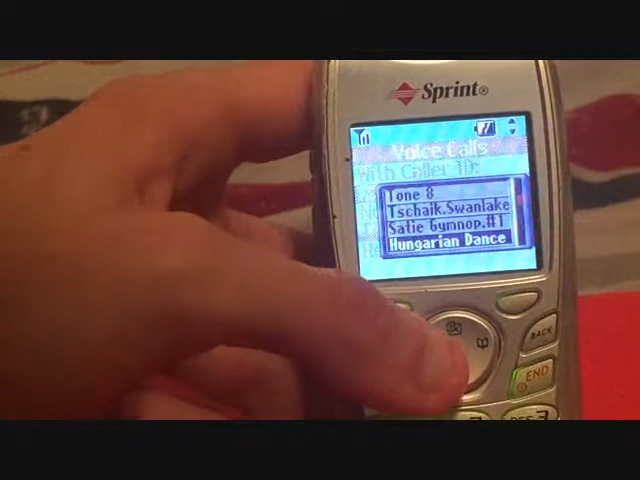 Sprint®
Voice Calls
With Caller ID:
Tone 8
Tschaik.Swanlake
Satie Gymnop.#1
Hungarian Dance
BACK
END